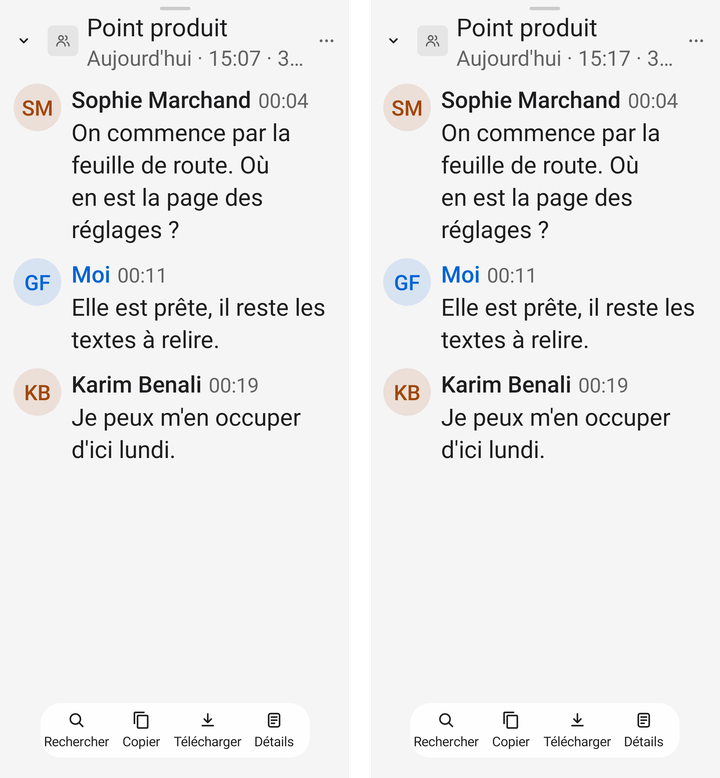 Point produit
Aujourd'hui · 15:07 · 3…
SM
Sophie Marchand 00:04
On commence par la
feuille de route. Où
en est la page des
réglages ?
GF
Moi 00:11
Elle est prête, il reste les
textes à relire.
KB
Karim Benali 00:19
Je peux m'en occuper
d'ici lundi.
Rechercher Copier Télécharger Détails
Point produit
Aujourd'hui · 15:17 · 3…
SM
Sophie Marchand 00:04
On commence par la
feuille de route. Où
en est la page des
réglages ?
GF
Moi 00:11
Elle est prête, il reste les
textes à relire.
KB
Karim Benali 00:19
Je peux m'en occuper
d'ici lundi.
Rechercher Copier Télécharger Détails